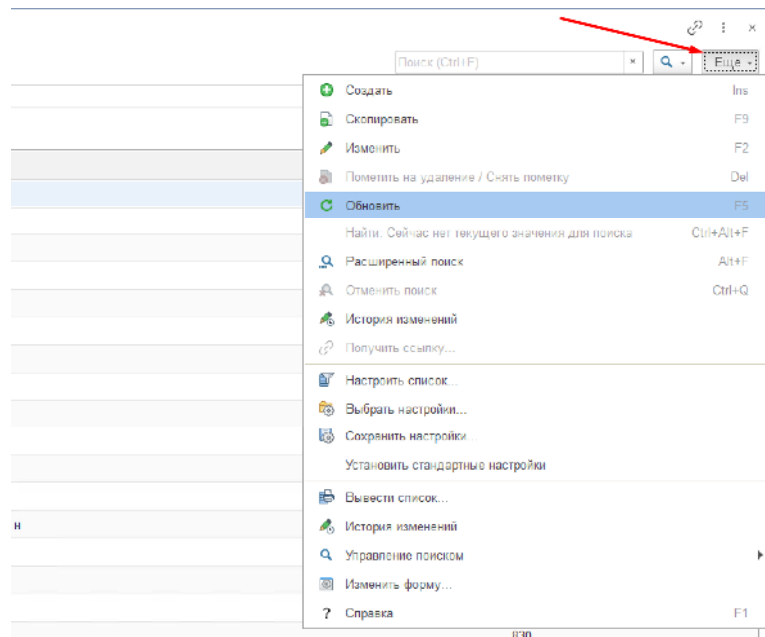 Поиск (Ctrl+F) × Еще
Создать Ins
Скопировать F9
Изменить F2
Пометить на удаление / Снять пометку Del
Обновить F5
Найти: Сейчас нет текущего значения для поиска Ctrl+Alt+F
Расширенный поиск Alt+F
Отменить поиск Ctrl+Q
История изменений
Получить ссылку...
Настроить список...
Выбрать настройки...
Сохранить настройки...
Установить стандартные настройки
Вывести список...
н История изменений
Управление поиском
Изменить форму...
? Справка F1
830